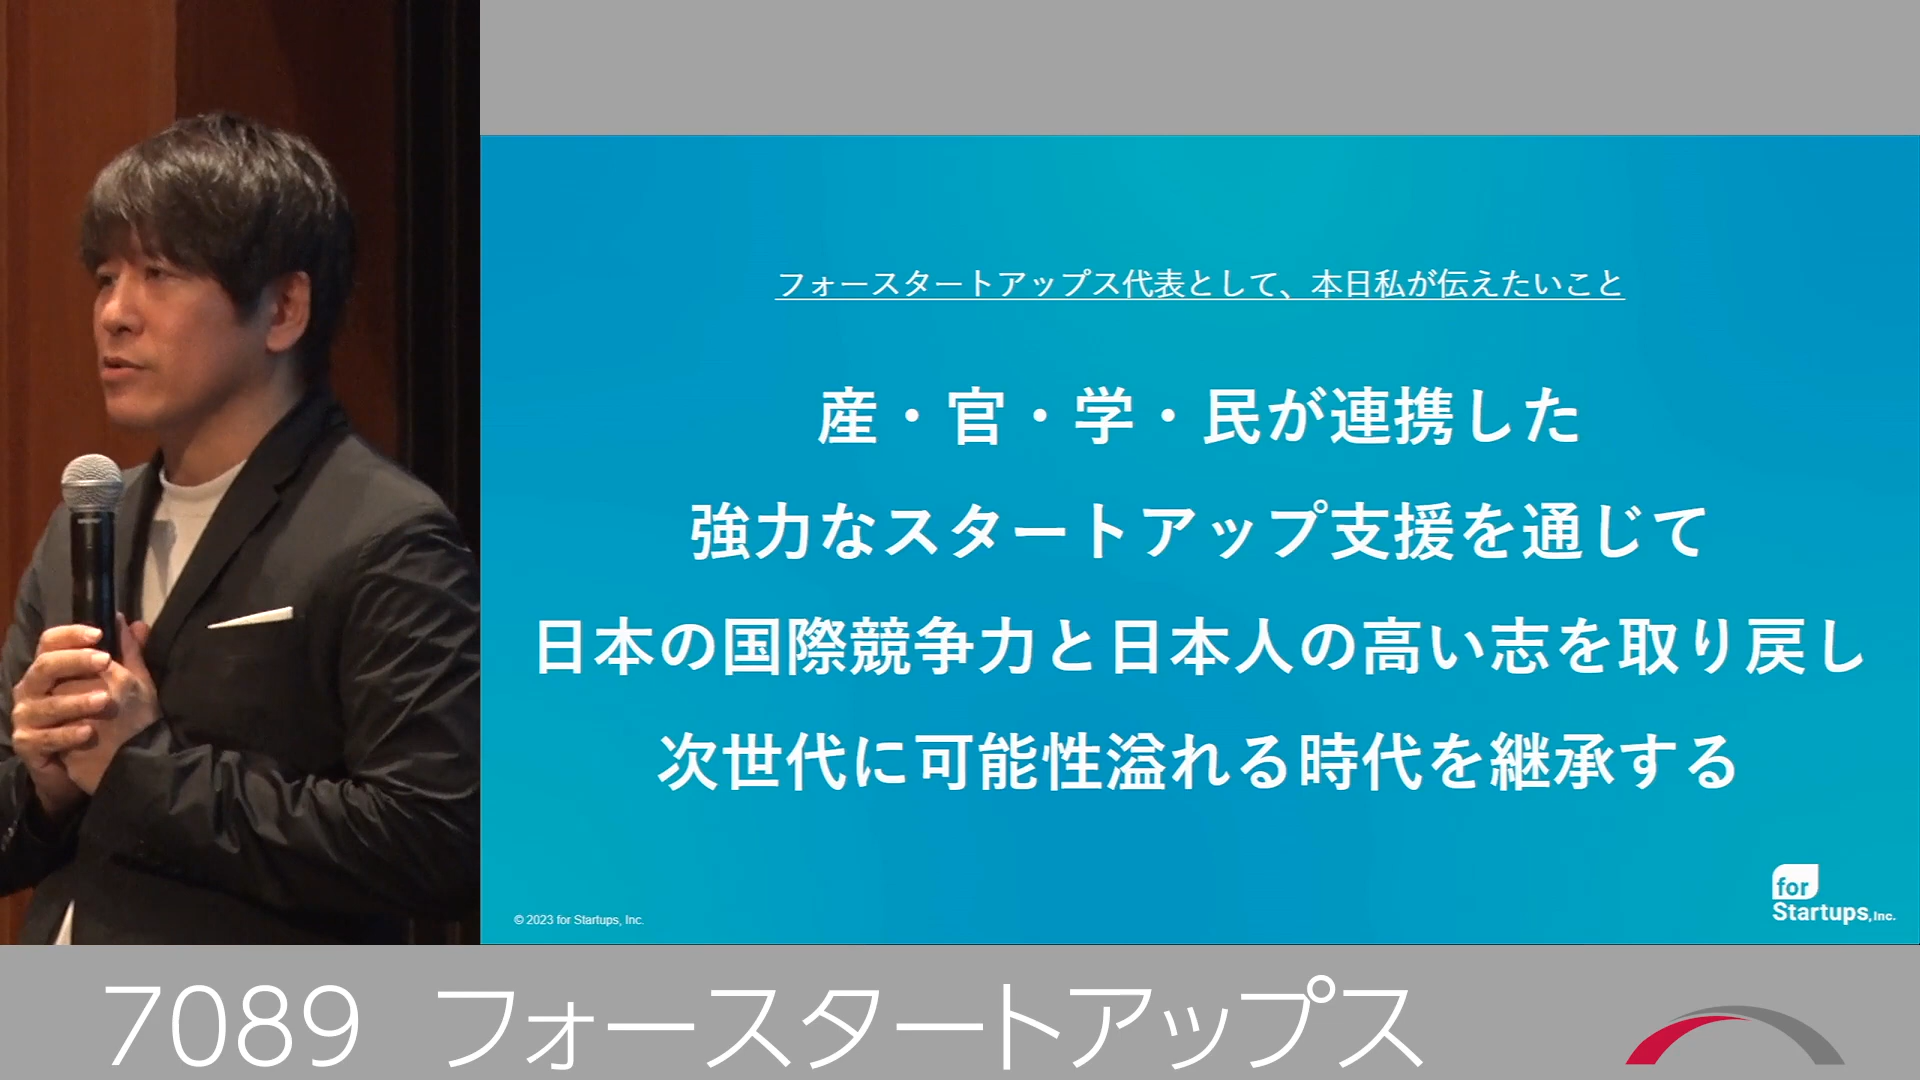 フォースタートアップス代表として、本日私が伝えたいこと
産・官・学・民が連携した
強力なスタートアップ支援を通じて
日本の国際競争力と日本人の高い志を取り戻し
次世代に可能性溢れる時代を継承する
for
Startups, Inc.
© 2023 for Startups, Inc.
7089 フォースタートアップス